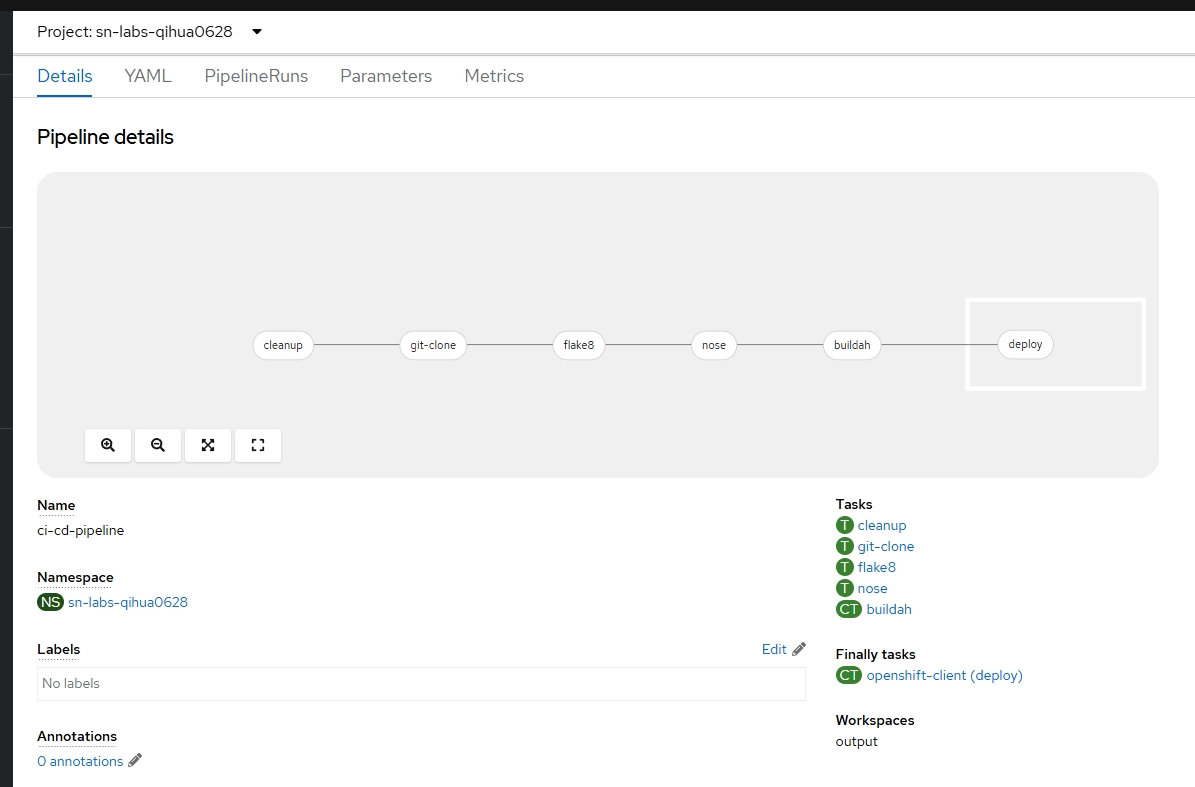 Project: sn-labs-qihua0628
Details YAML PipelineRuns Parameters Metrics
Pipeline details
cleanup git-clone flake8 nose buildah deploy
Name
ci-cd-pipeline
Namespace
NS sn-labs-qihua0628
Labels Edit
No labels
Annotations
0 annotations
Tasks
T cleanup
T git-clone
T flake8
T nose
CT buildah
Finally tasks
CT openshift-client (deploy)
Workspaces
output